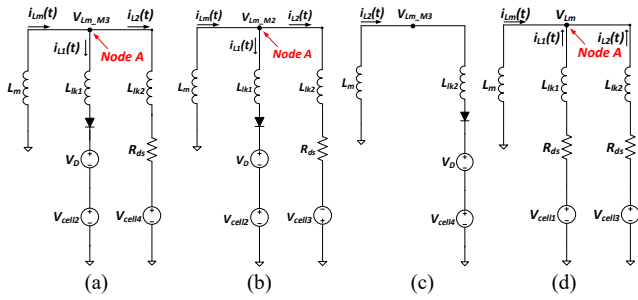 iLm(t) VLm_M3 iL2(t)
iL1(t) Node A
Lm Llk1 Llk2
VD Rds
Vcell2 Vcell4
(a)
iLm(t) VLm_M2 iL2(t)
iL1(t) Node A
Lm Llk1 Llk2
VD Rds
Vcell2 Vcell3
(b)
iLm(t) VLm_M3
Lm Llk2
VD
Vcell4
(c)
iLm(t) VLm
iL1(t) iL2(t)
Node A
Lm Llk1 Llk2
Rds Rds
Vcell1 Vcell3
(d)